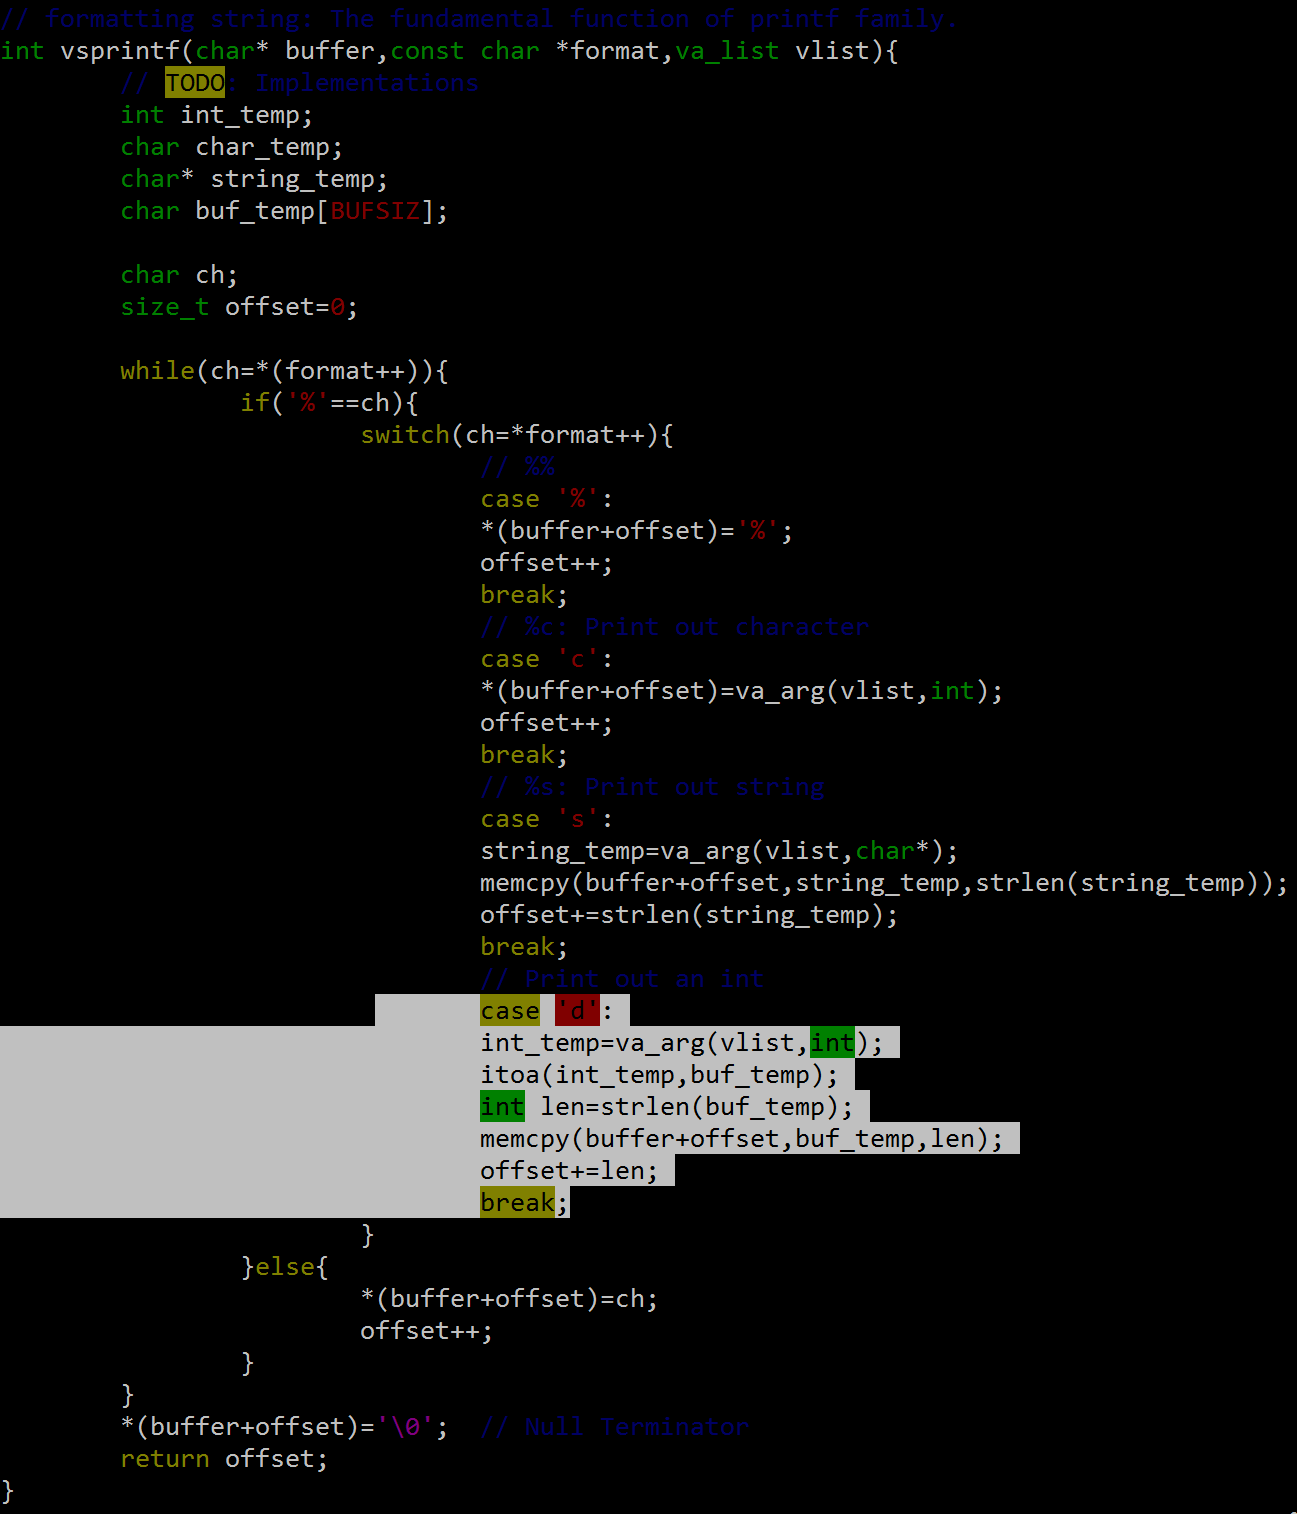 // formatting string: The fundamental function of printf family.
int vsprintf(char* buffer,const char *format,va_list vlist){
        // TODO: Implementations
        int int_temp;
        char char_temp;
        char* string_temp;
        char buf_temp[BUFSIZ];

        char ch;
        size_t offset=0;

        while(ch=*(format++)){
                if('%'==ch){
                        switch(ch=*format++){
                                // %%
                                case '%':
                                *(buffer+offset)='%';
                                offset++;
                                break;
                                // %c: Print out character
                                case 'c':
                                *(buffer+offset)=va_arg(vlist,int);
                                offset++;
                                break;
                                // %s: Print out string
                                case 's':
                                string_temp=va_arg(vlist,char*);
                                memcpy(buffer+offset,string_temp,strlen(string_temp));
                                offset+=strlen(string_temp);
                                break;
                                // Print out an int
                                case 'd':
                                int_temp=va_arg(vlist,int);
                                itoa(int_temp,buf_temp);
                                int len=strlen(buf_temp);
                                memcpy(buffer+offset,buf_temp,len);
                                offset+=len;
                                break;
                        }
                }else{
                        *(buffer+offset)=ch;
                        offset++;
                }
        }
        *(buffer+offset)='\0';  // Null Terminator
        return offset;
}